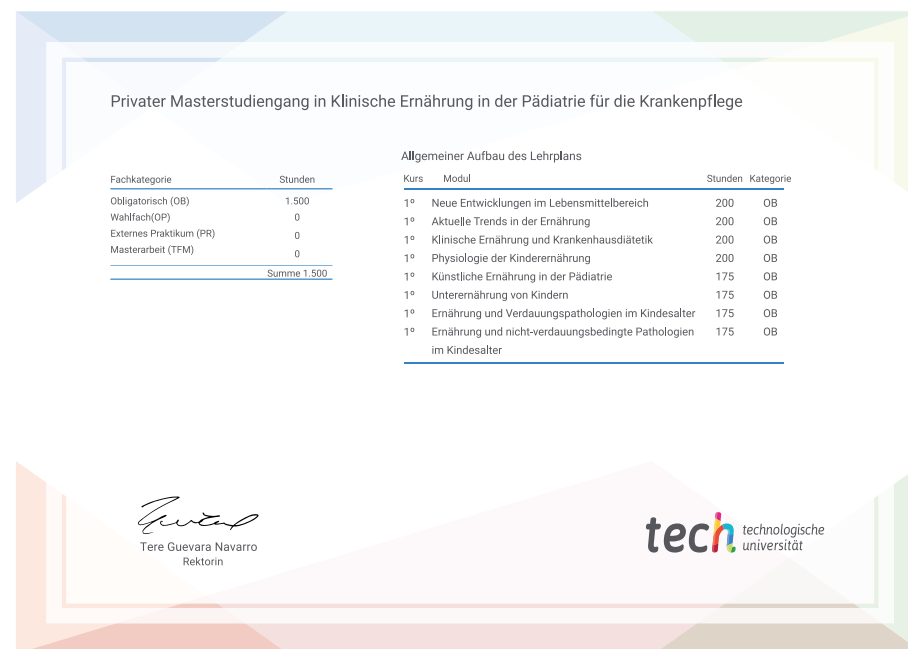 Privater Masterstudiengang in Klinische Ernährung in der Pädiatrie für die Krankenpflege
Fachkategorie Stunden
Obligatorisch (OB) 1.500
Wahlfach(OP) 0
Externes Praktikum (PR) 0
Masterarbeit (TFM) 0
Summe 1.500
Allgemeiner Aufbau des Lehrplans
Kurs Modul Stunden Kategorie
1º Neue Entwicklungen im Lebensmittelbereich 200 OB
1º Aktuelle Trends in der Ernährung 200 OB
1º Klinische Ernährung und Krankenhausdiätetik 200 OB
1º Physiologie der Kinderernährung 200 OB
1º Künstliche Ernährung in der Pädiatrie 175 OB
1º Unterernährung von Kindern 175 OB
1º Ernährung und Verdauungspathologien im Kindesalter 175 OB
1º Ernährung und nicht-verdauungsbedingte Pathologien 175 OB
im Kindesalter
Tere Guevara Navarro
Rektorin
tech technologische
universität